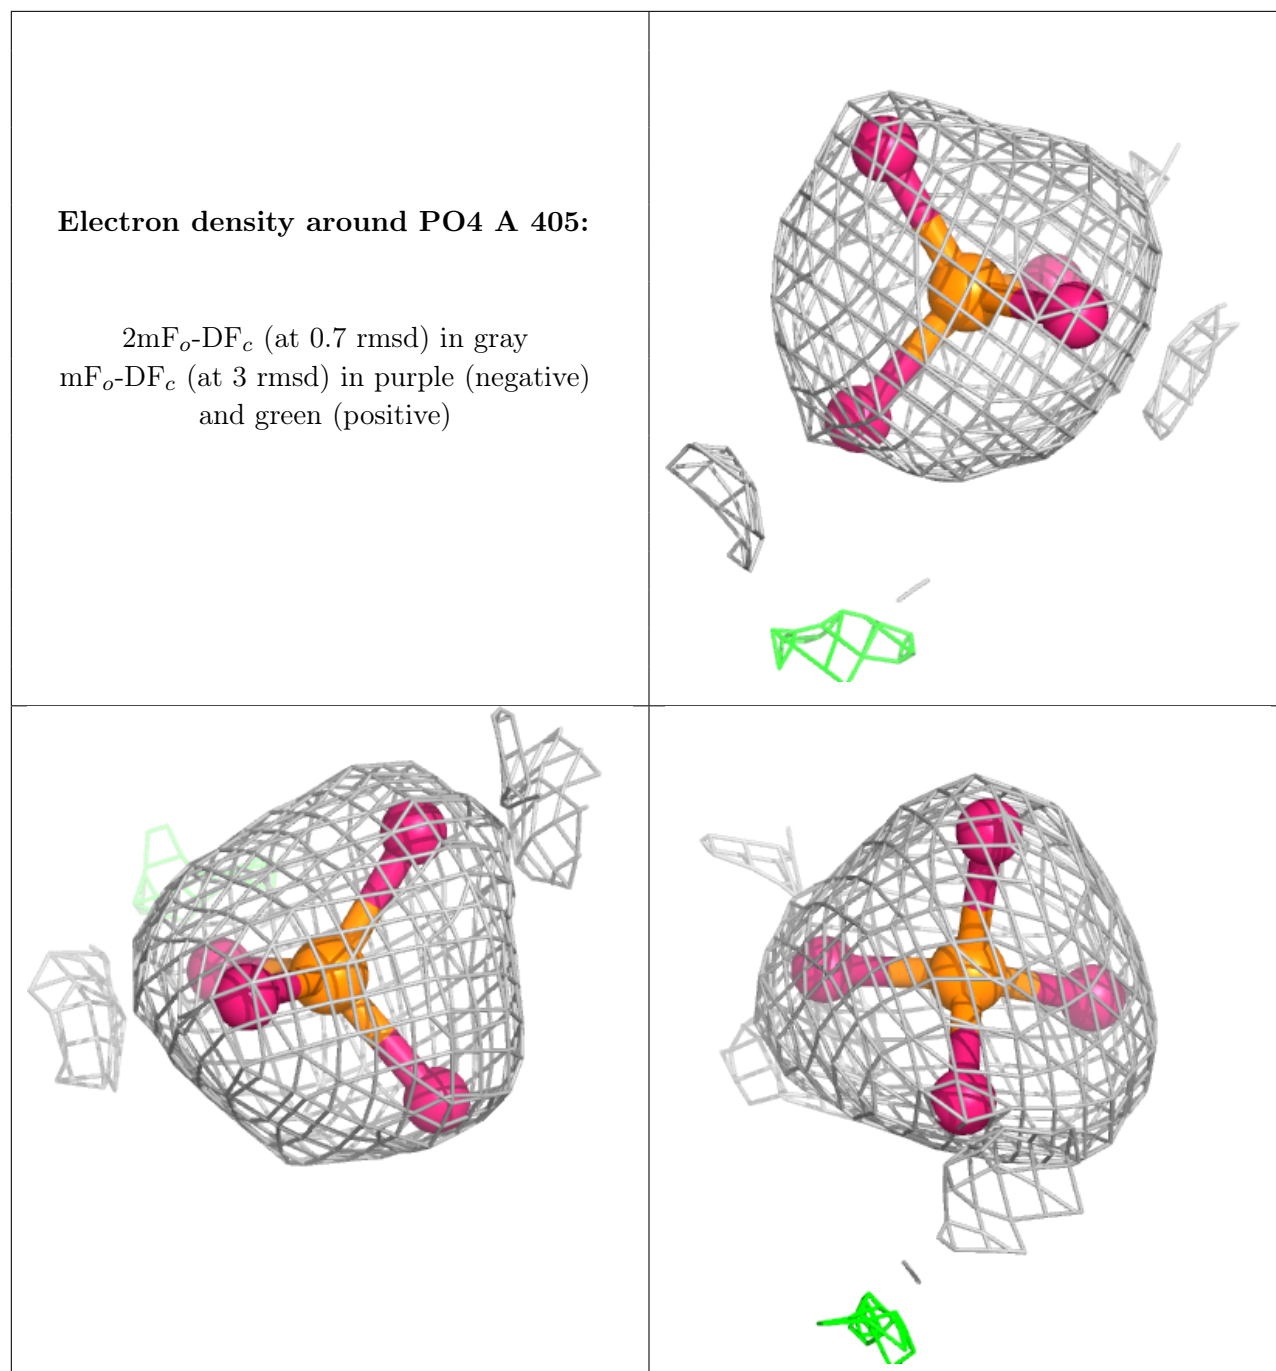 Electron density around PO4 A 405:
2mFo-DFc (at 0.7 rmsd) in gray
mFo-DFc (at 3 rmsd) in purple (negative)
and green (positive)